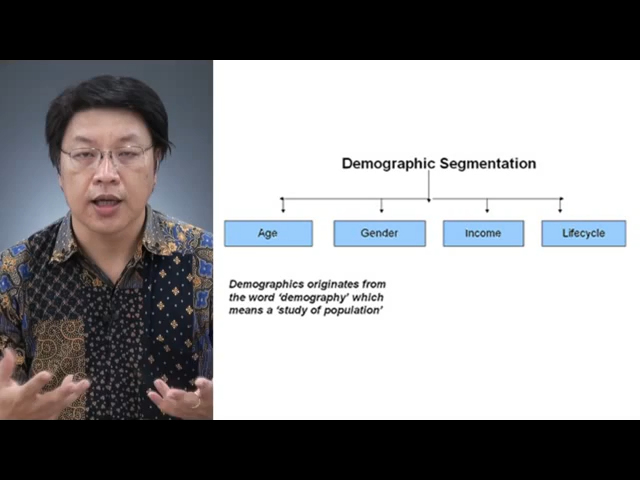 Demographic Segmentation
Age
Gender
Income
Lifecycle
Demographics originates from
the word ‘demography’ which
means a ‘study of population’